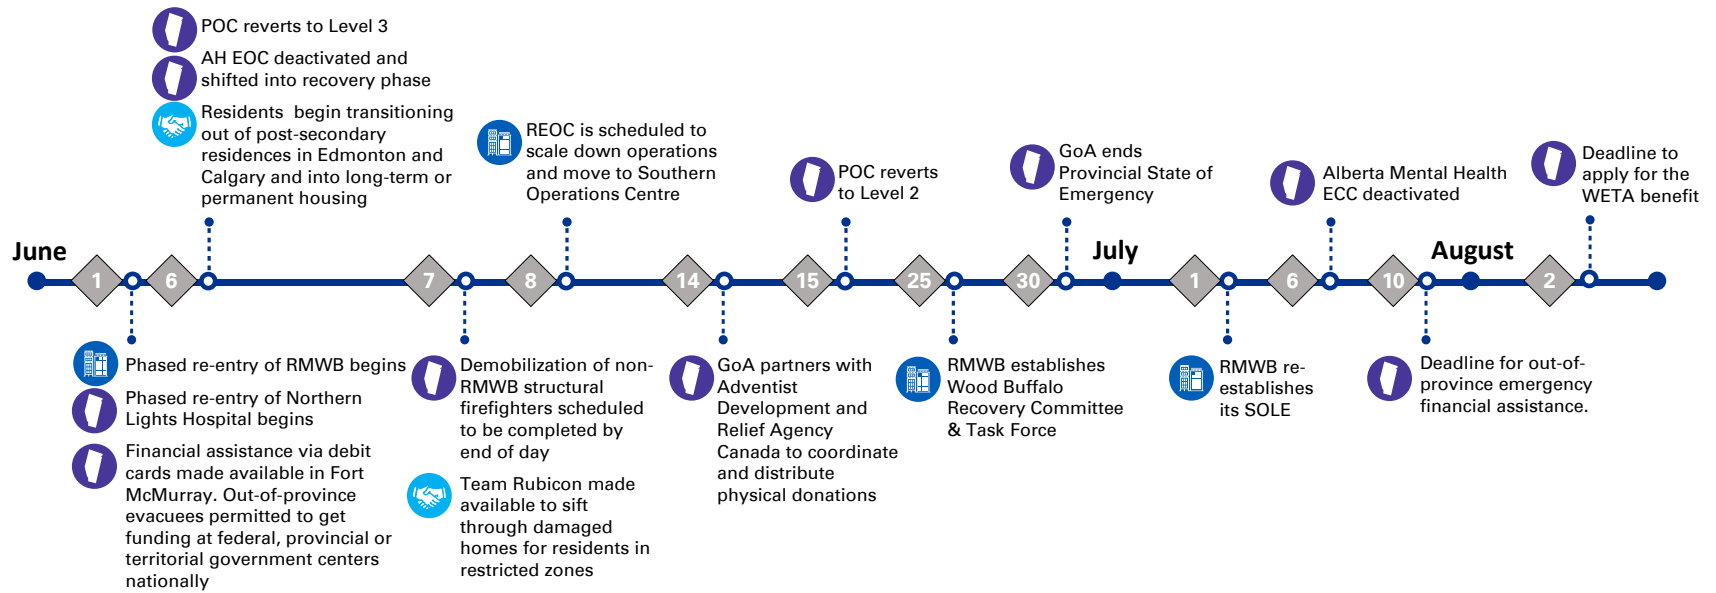 POC reverts to Level 3
AH EOC deactivated and
shifted into recovery phase
Residents begin transitioning
out of post-secondary
residences in Edmonton and
Calgary and into long-term or
permanent housing
REOC is scheduled to
scale down operations
and move to Southern
Operations Centre
POC reverts
to Level 2
GoA ends
Provincial State of
Emergency
Alberta Mental Health
ECC deactivated
Deadline to
apply for the
WETA benefit
June
July
August
1
6
7
8
14
15
25
30
1
6
10
2
Phased re-entry of RMWB begins
Phased re-entry of Northern
Lights Hospital begins
Financial assistance via debit
cards made available in Fort
McMurray. Out-of-province
evacuees permitted to get
funding at federal, provincial or
territorial government centers
nationally
Demobilization of non-
RMWB structural
firefighters scheduled
to be completed by
end of day
Team Rubicon made
available to sift
through damaged
homes for residents in
restricted zones
GoA partners with
Adventist
Development and
Relief Agency
Canada to coordinate
and distribute
physical donations
RMWB establishes
Wood Buffalo
Recovery Committee
& Task Force
RMWB re-
establishes
its SOLE
Deadline for out-of-
province emergency
financial assistance.